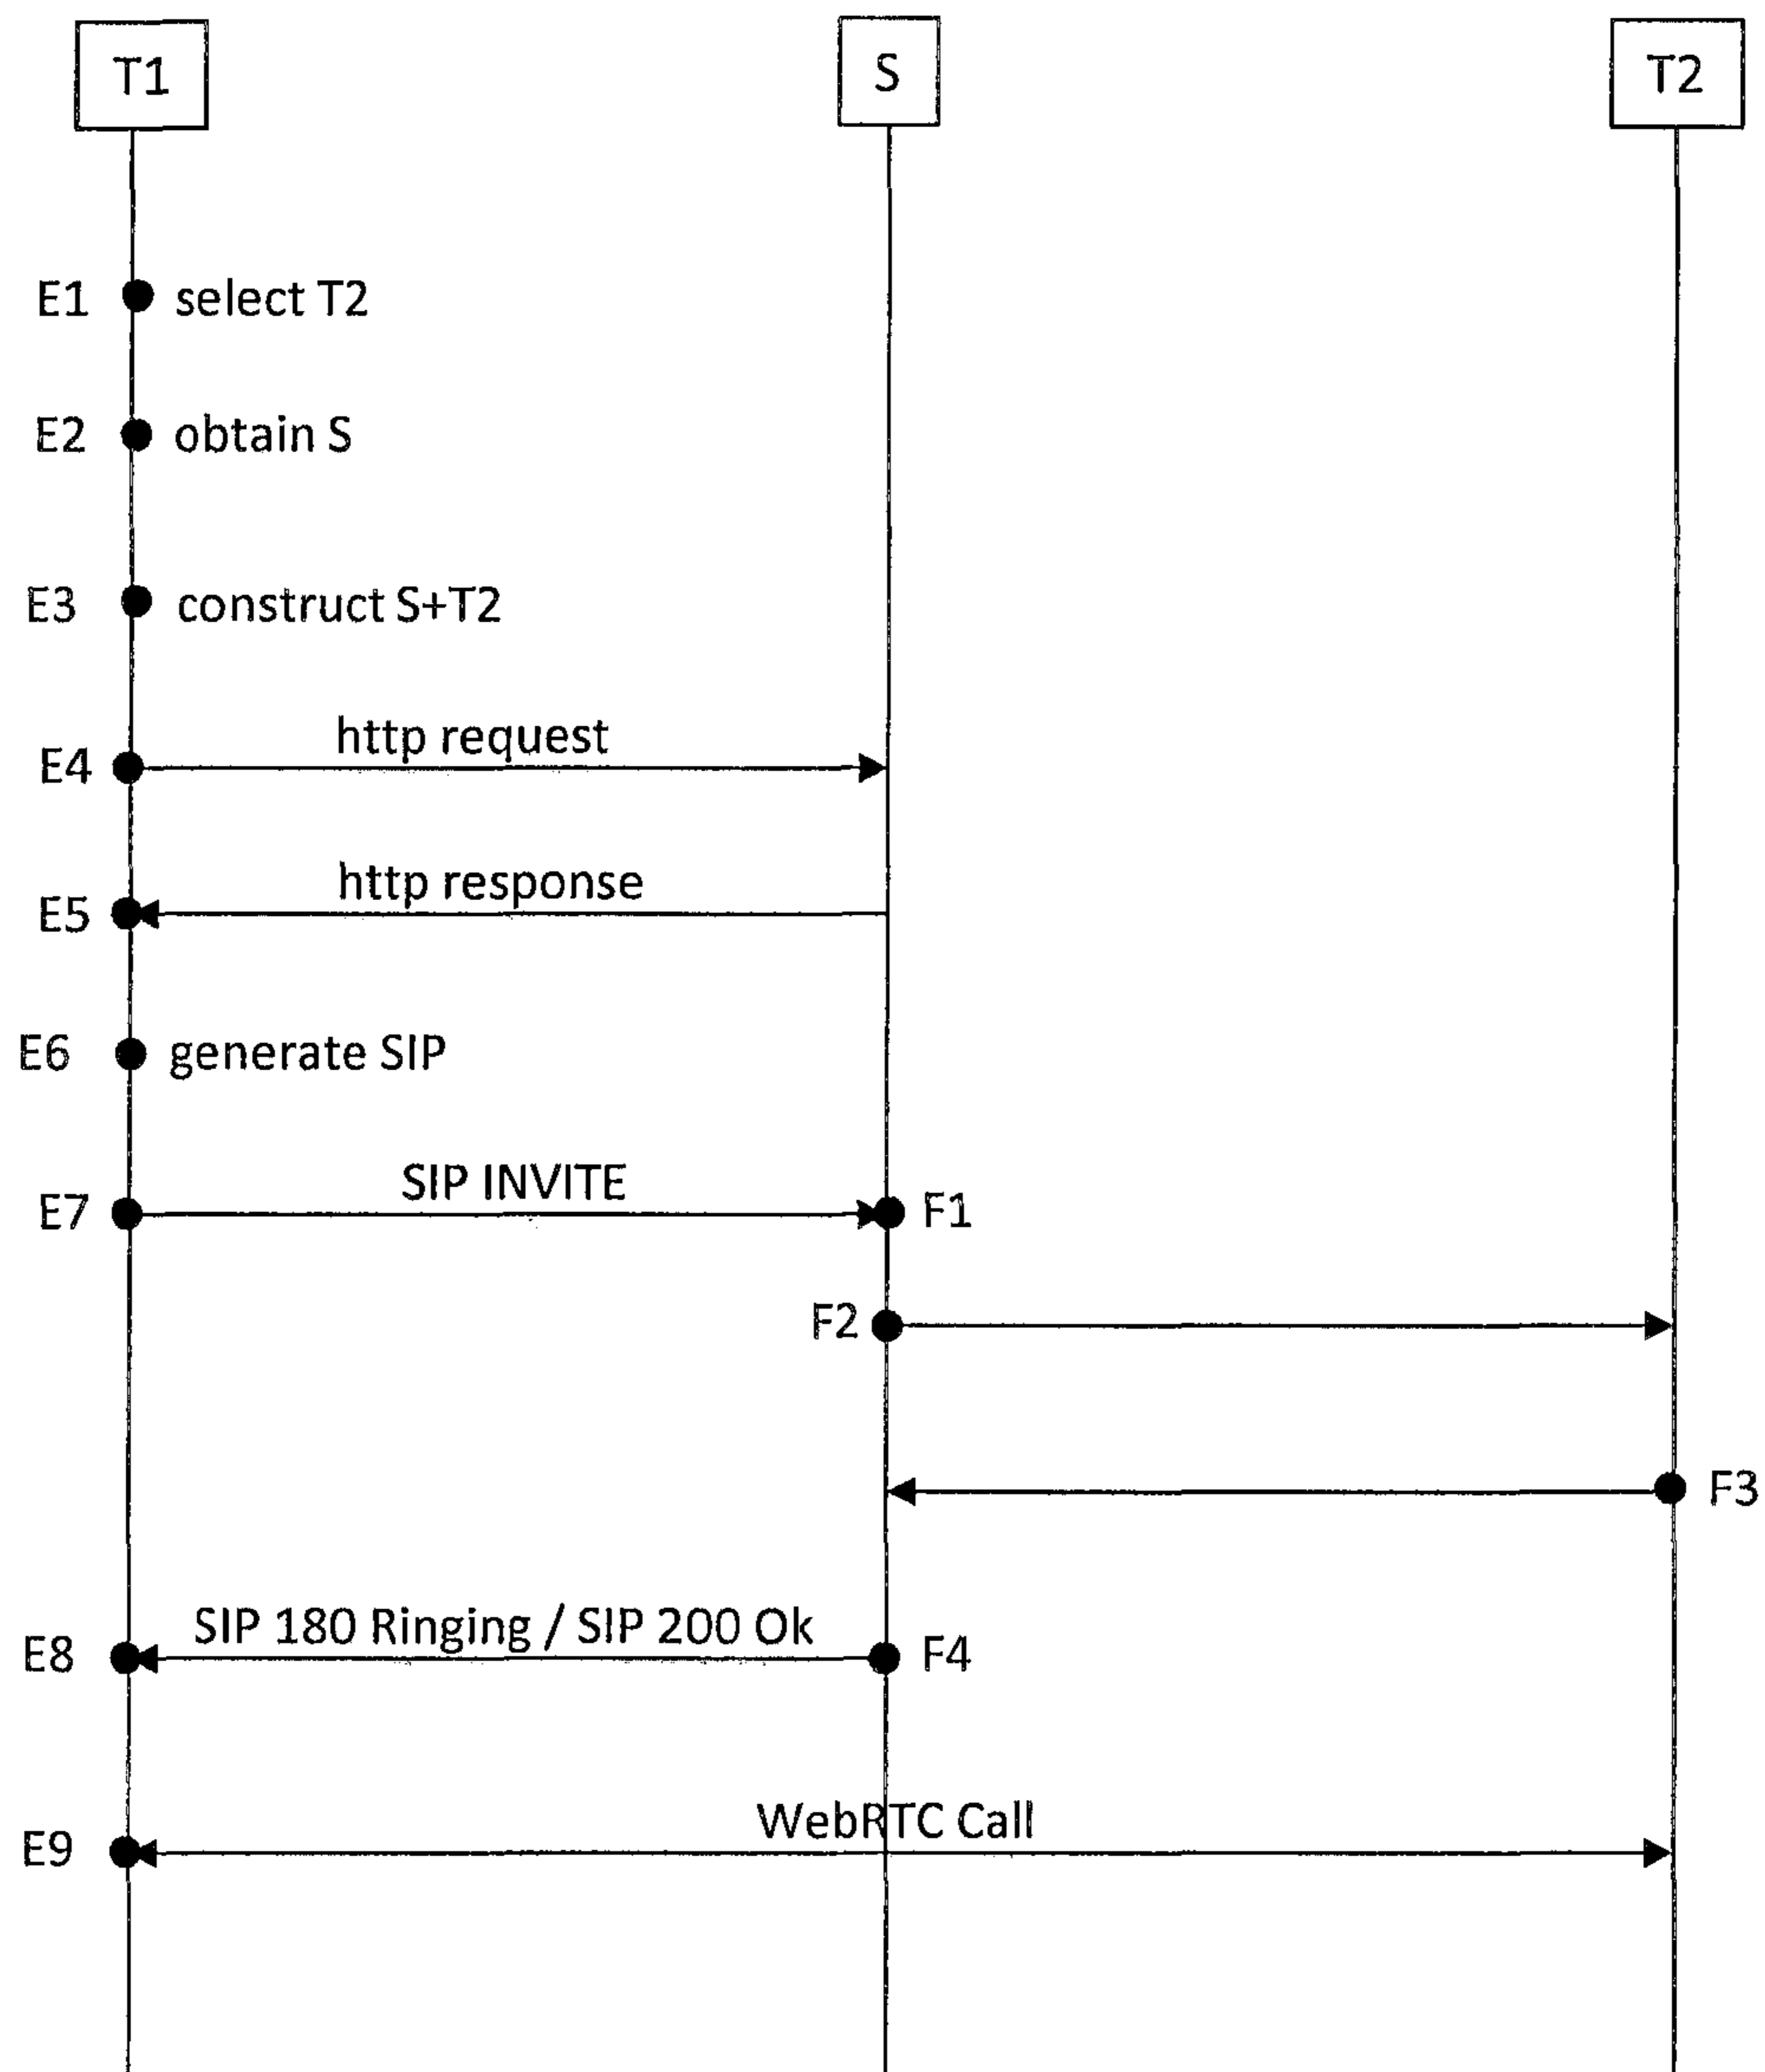 T1 S T2
E1 select T2
E2 obtain S
E3 construct S+T2
http request
E4
http response
E5
E6 generate SIP
SIP INVITE
E7 F1
F2
F3
SIP 180 Ringing / SIP 200 Ok
E8 F4
WebRTC Call
E9